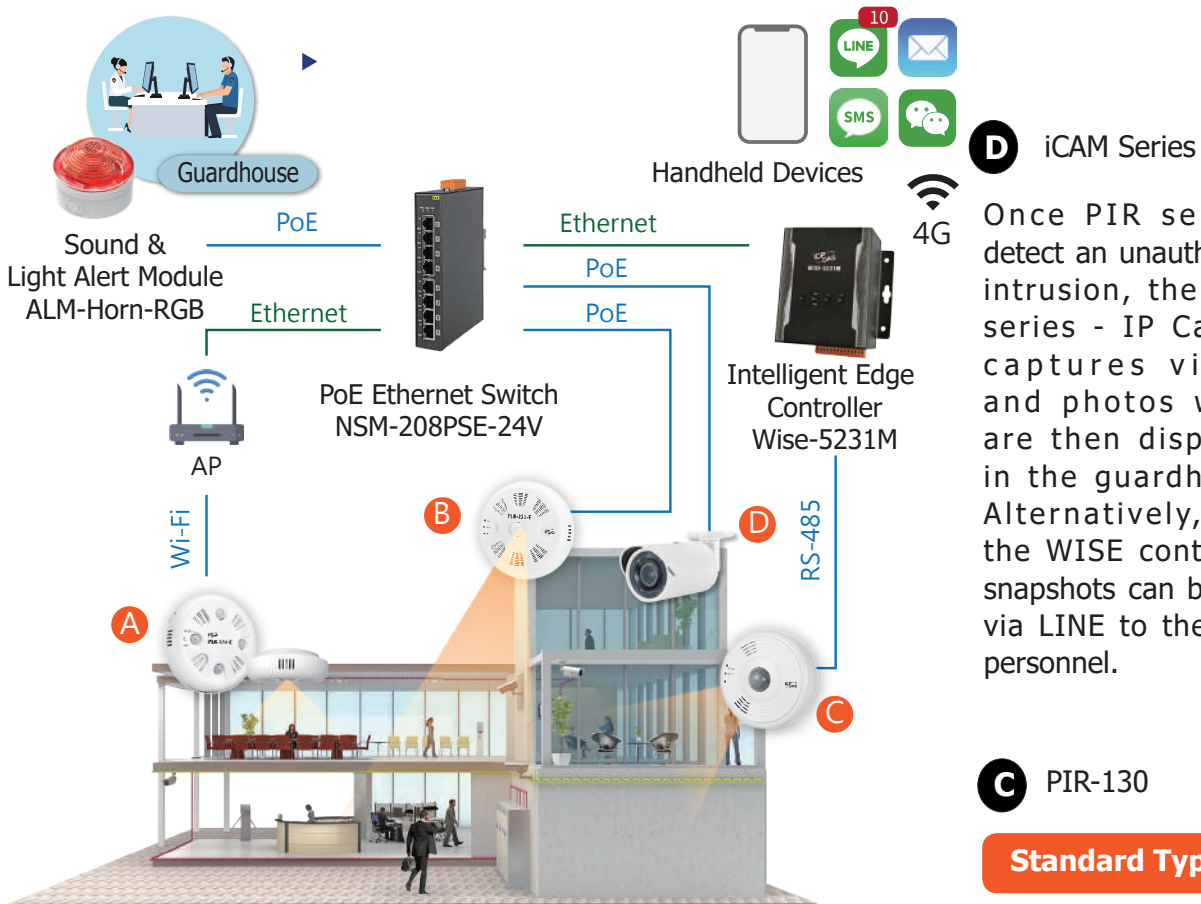 10
LINE
SMS
Guardhouse
Handheld Devices
4G
Sound &
Light Alert Module
ALM-Horn-RGB
PoE
Ethernet
PoE
PoE
Ethernet
WISE-5231M
PoE Ethernet Switch
NSM-208PSE-24V
Intelligent Edge
Controller
Wise-5231M
AP
Wi-Fi
RS-485
A
B
C
D
D iCAM Series
Once PIR se
detect an unauth
intrusion, the
series - IP Ca
captures vi
and photos w
are then disp
in the guardh
Alternatively,
the WISE cont
snapshots can b
via LINE to the
personnel.
C PIR-130
Standard Typ